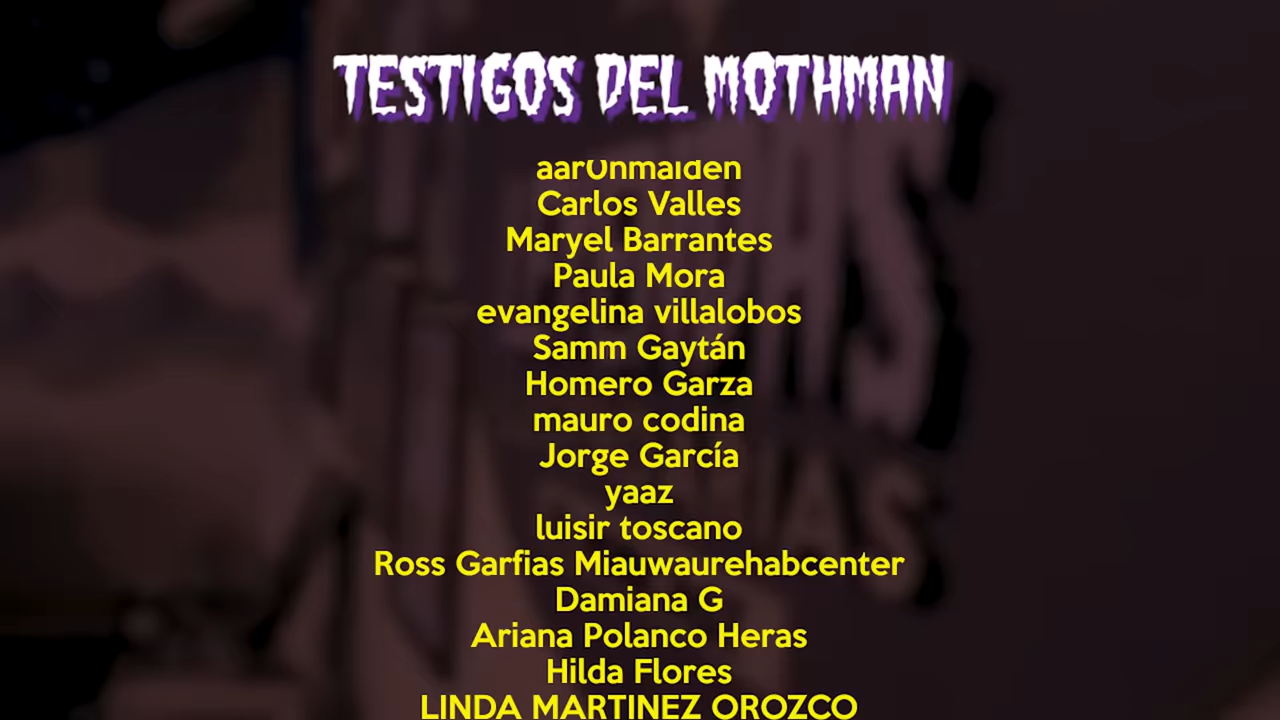 TESTIGOS DEL MOTHMAN
aar0nmaiden
Carlos Valles
Maryel Barrantes
Paula Mora
evangelina villalobos
Samm Gaytán
Homero Garza
mauro codina
Jorge García
yaaz
luisir toscano
Ross Garfias Miauwaurehabcenter
Damiana G
Ariana Polanco Heras
Hilda Flores
LINDA MARTINEZ OROZCO